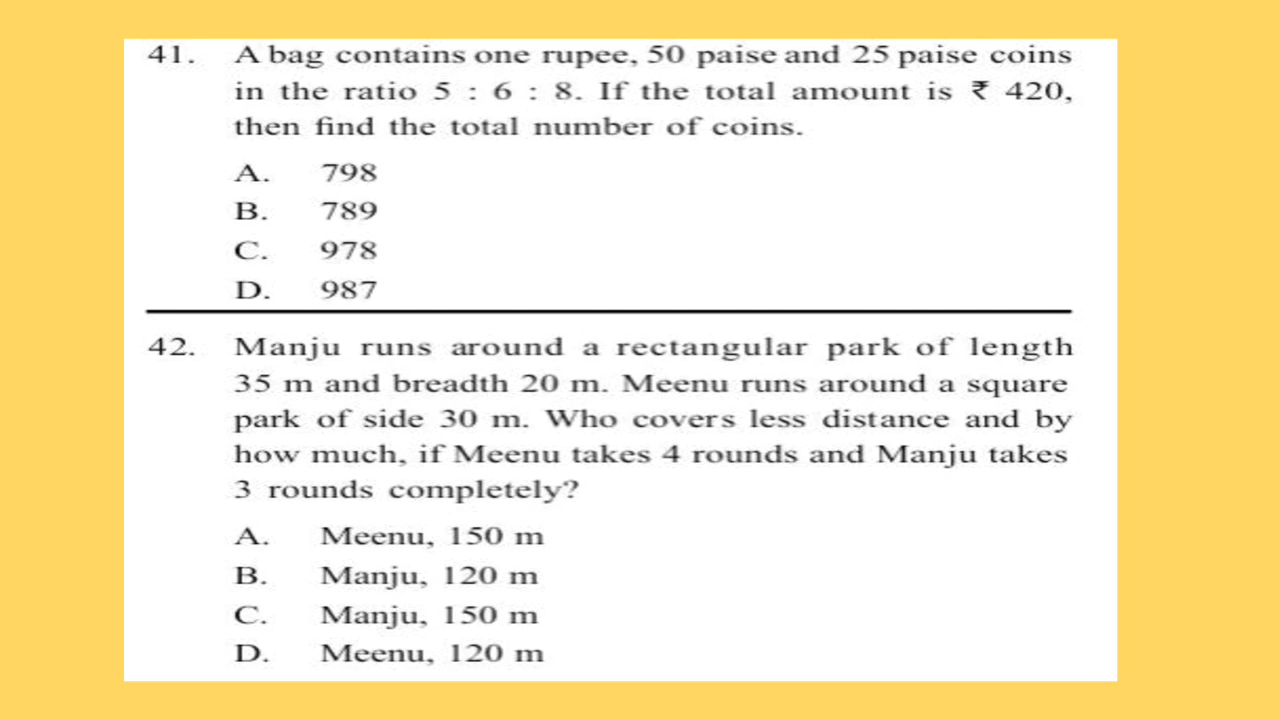 41. A bag contains one rupee, 50 paise and 25 paise coins
in the ratio 5 : 6 : 8. If the total amount is ₹ 420,
then find the total number of coins.
A. 798
B. 789
C. 978
D. 987
42. Manju runs around a rectangular park of length
35 m and breadth 20 m. Meenu runs around a square
park of side 30 m. Who covers less distance and by
how much, if Meenu takes 4 rounds and Manju takes
3 rounds completely?
A. Meenu, 150 m
B. Manju, 120 m
C. Manju, 150 m
D. Meenu, 120 m